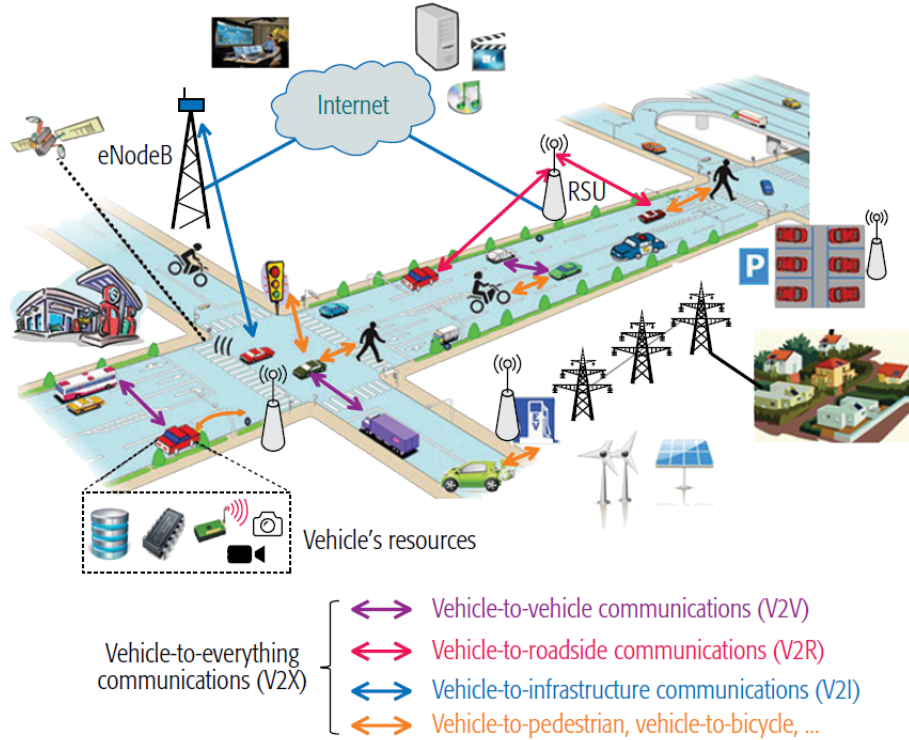 Internet
eNodeB
RSU
P
EV
Vehicle's resources
Vehicle-to-everything
communications (V2X)
Vehicle-to-vehicle communications (V2V)
Vehicle-to-roadside communications (V2R)
Vehicle-to-infrastructure communications (V2I)
Vehicle-to-pedestrian, vehicle-to-bicycle, ...